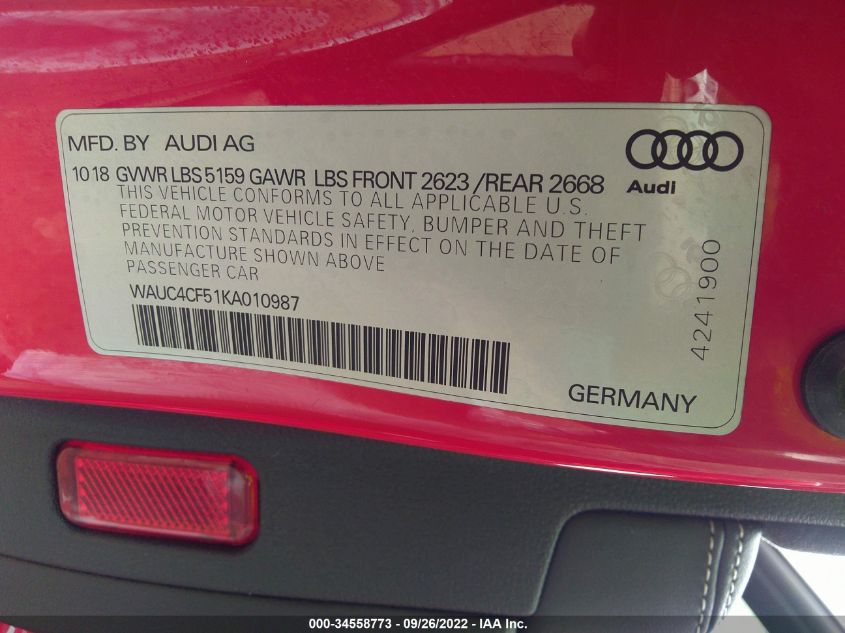 MFD. BY AUDI AG
Audi
10 18 GVWR LBS 5159 GAWR LBS FRONT 2623 /REAR 2668
THIS VEHICLE CONFORMS TO ALL APPLICABLE U.S.
FEDERAL MOTOR VEHICLE SAFETY, BUMPER AND THEFT
PREVENTION STANDARDS IN EFFECT ON THE DATE OF
MANUFACTURE SHOWN ABOVE
PASSENGER CAR
WAUC4CF51KA010987
4241900
GERMANY
000-34558773 - 09/26/2022 - IAA Inc.